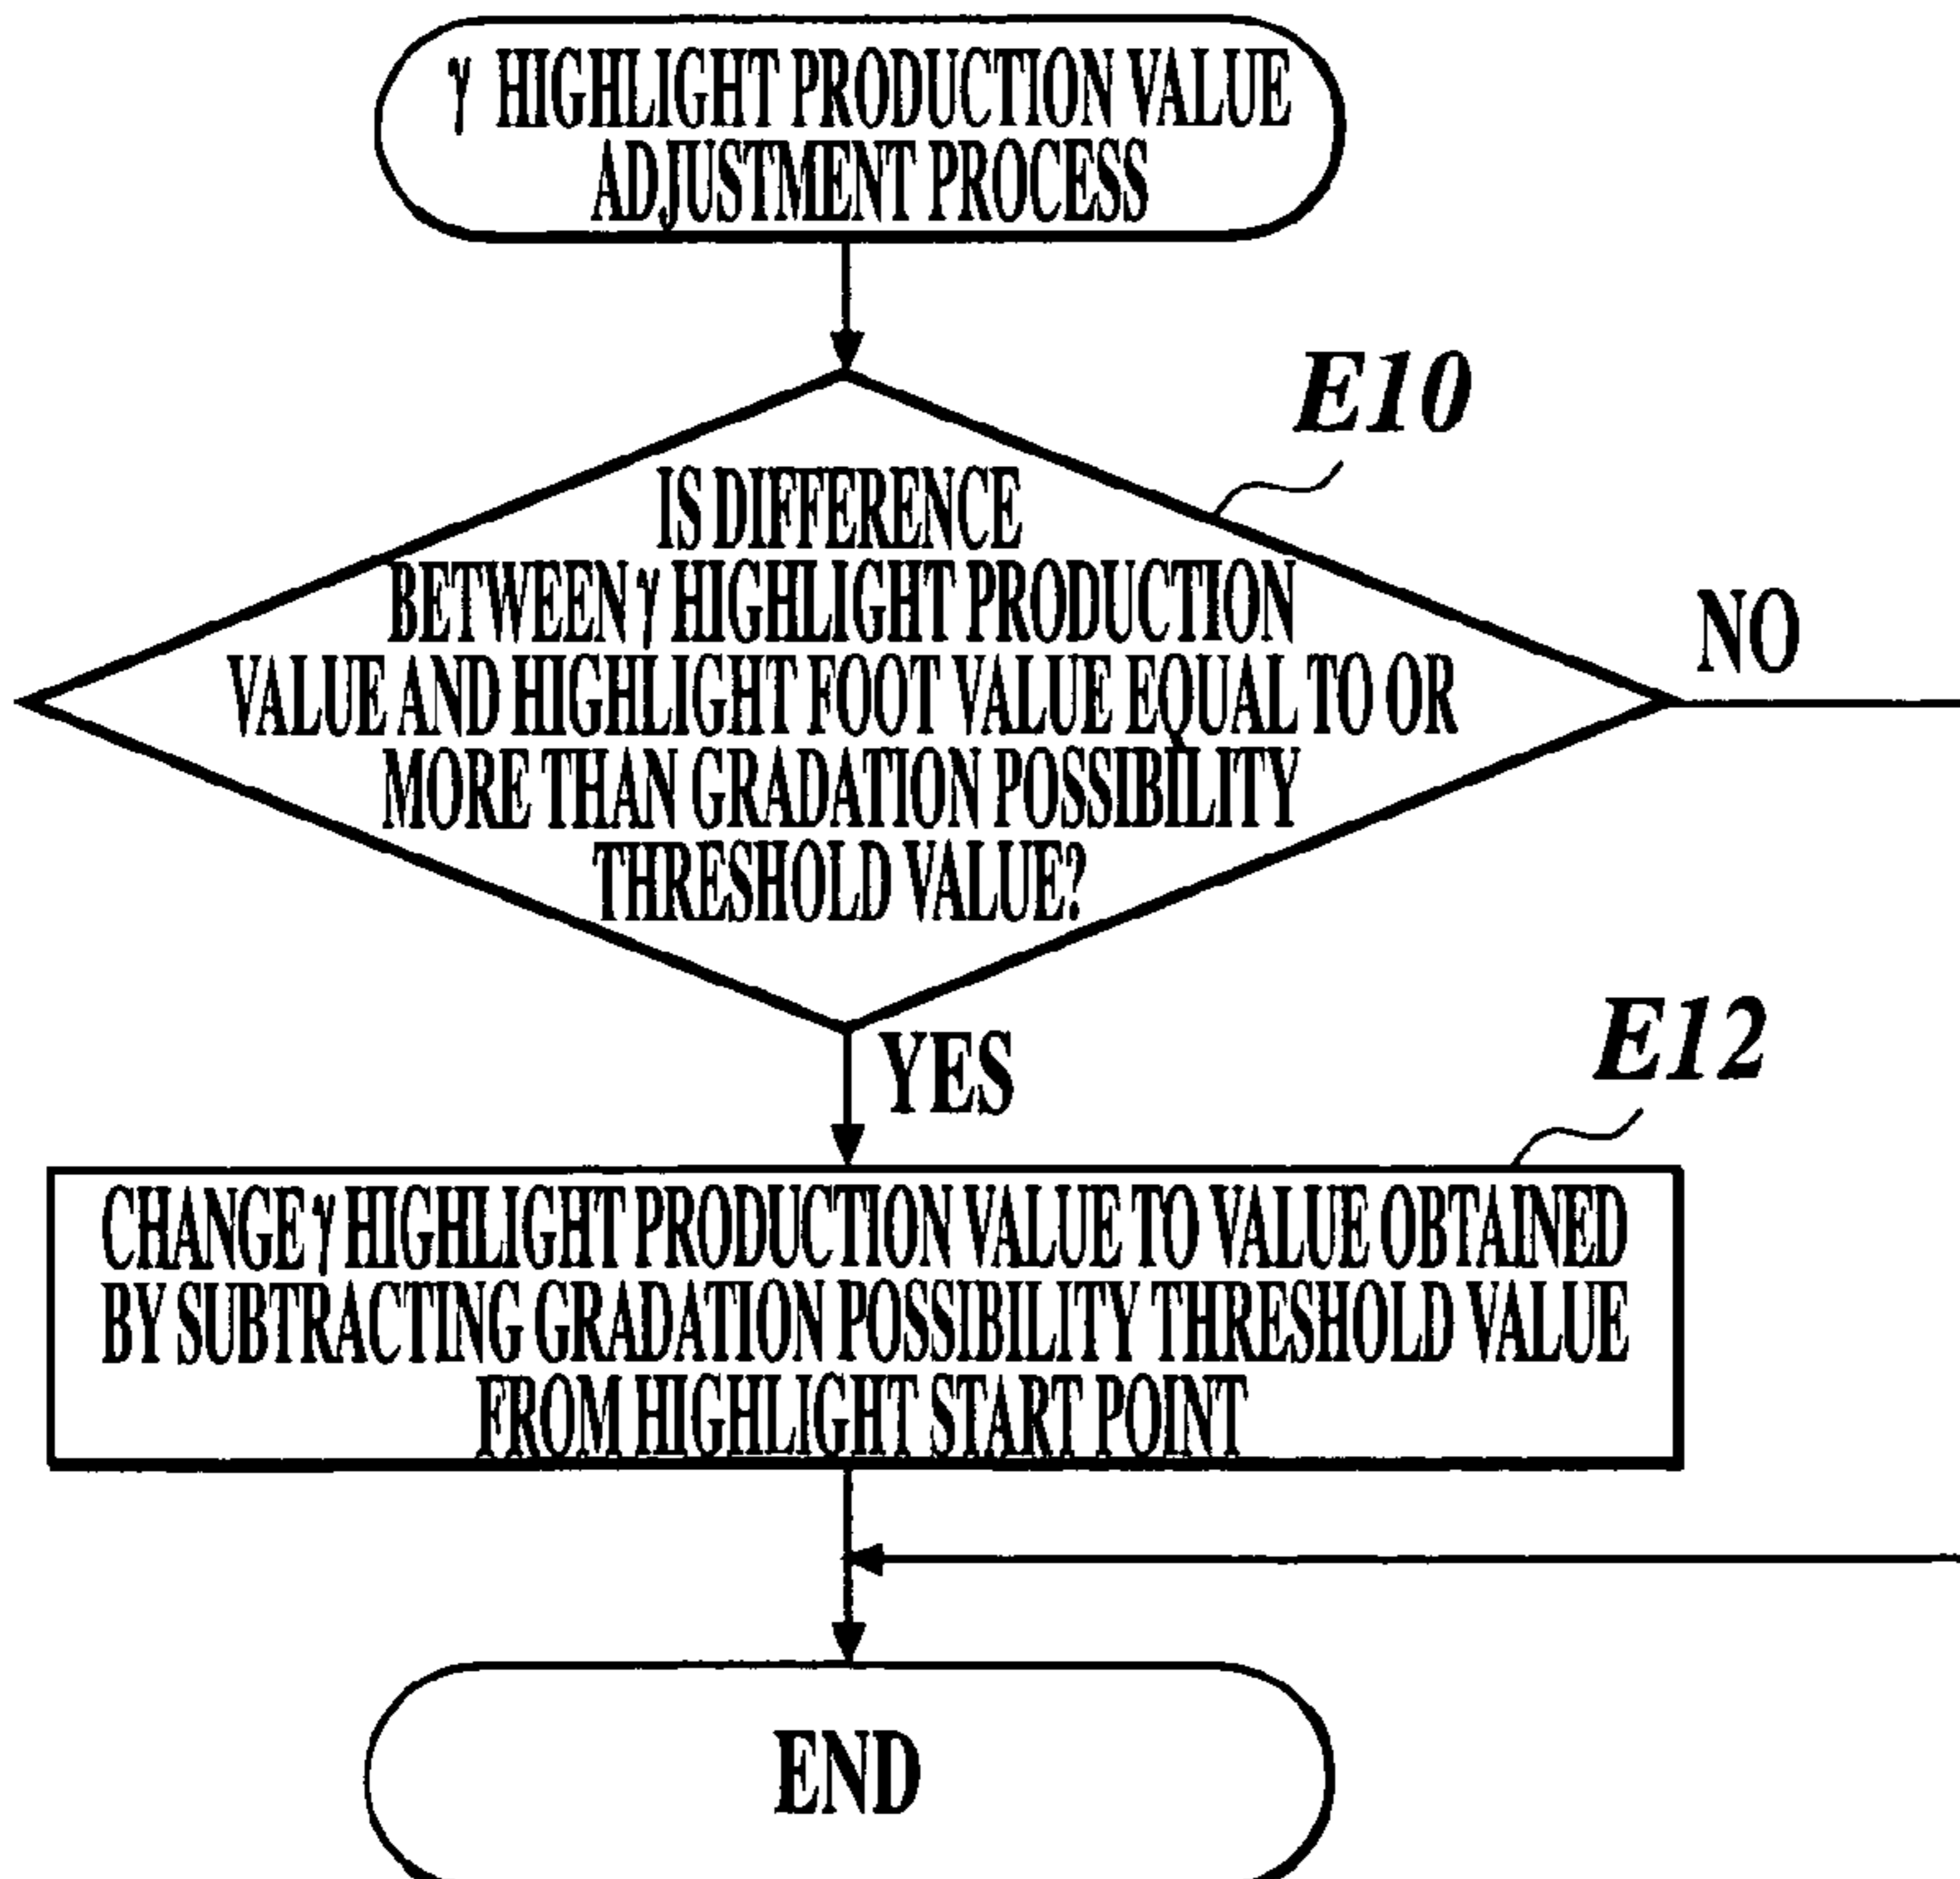 γ HIGHLIGHT PRODUCTION VALUE
ADJUSTMENT PROCESS
E10
IS DIFFERENCE
BETWEEN γ HIGHLIGHT PRODUCTION
VALUE AND HIGHLIGHT FOOT VALUE EQUAL TO OR
MORE THAN GRADATION POSSIBILITY
THRESHOLD VALUE?
NO
YES
E12
CHANGE γ HIGHLIGHT PRODUCTION VALUE TO VALUE OBTAINED
BY SUBTRACTING GRADATION POSSIBILITY THRESHOLD VALUE
FROM HIGHLIGHT START POINT
END